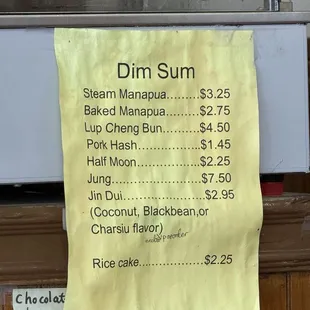 Dim Sum
Steam Manapua.........$3.25
Baked Manapua.........$2.75
Lup Cheng Bun.........$4.50
Pork Hash...................$1.45
Half Moon...................$2.25
Jung...........................$7.50
Jin Dui........................$2.95
(Coconut, Blackbean,or
Charsiu flavor)
Rice cake..................$2.25
Chocolat